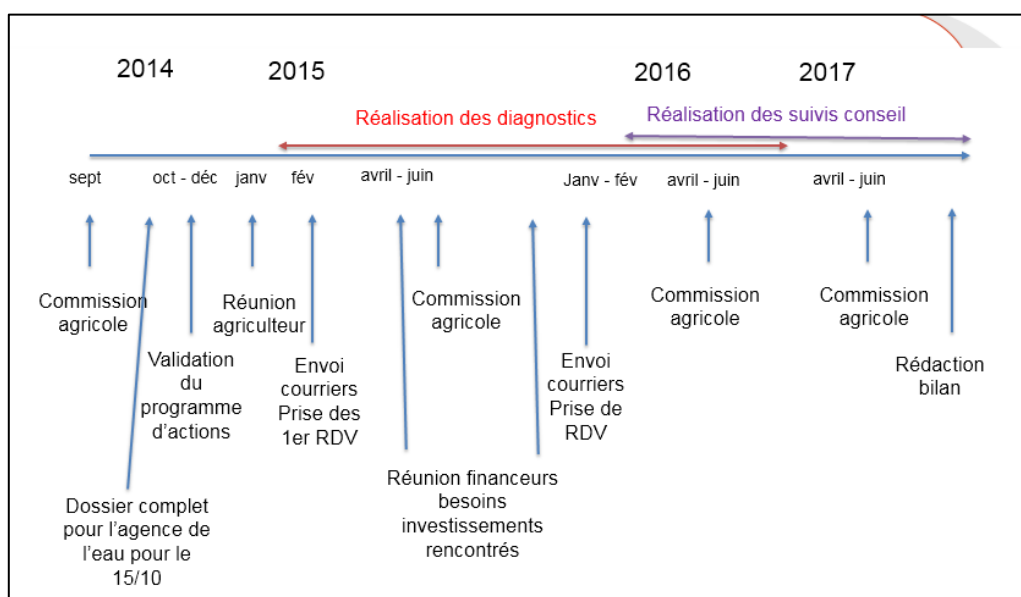 2014
2015
2016
2017
Réalisation des diagnostics
Réalisation des suivis conseil
sept
oct - déc
janv
fév
avril - juin
Janv - fév
avril - juin
avril - juin
Commission
agricole
Dossier complet
pour l'agence de
l'eau pour le
15/10
Validation
du
programme
d'actions
Réunion
agriculteur
Envoi
courriers
Prise des
1er RDV
Réunion financeurs
besoins
investissements
rencontrés
Commission
agricole
Envoi
courriers
Prise de
RDV
Commission
agricole
Commission
agricole
Rédaction
bilan